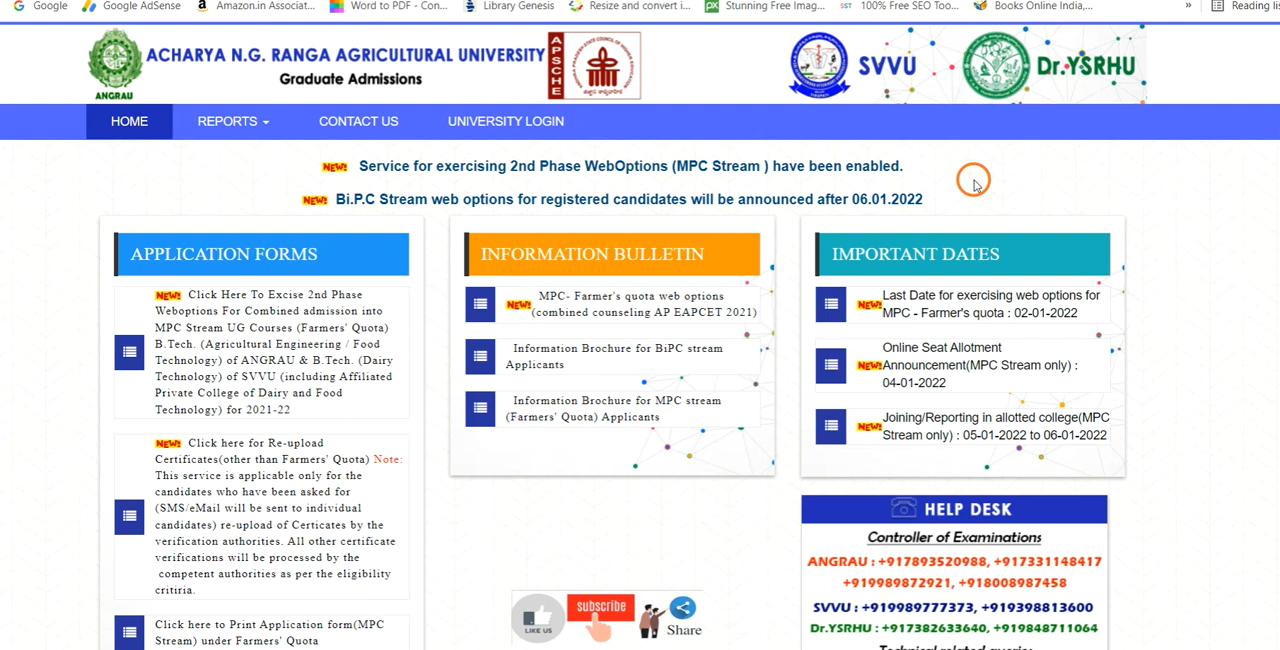 Google
Google AdSense
Amazon.in Associat...
Word to PDF - Con...
Library Genesis
Resize and convert i...
Stunning Free Imag...
100% Free SEO Too...
Books Online India,...
»
Reading lis
ACHARYA N.G. RANGA AGRICULTURAL UNIVERSITY
Graduate Admissions
ANGRAU
APSCHE
SVVU
Dr.YSRHU
HOME
REPORTS
CONTACT US
UNIVERSITY LOGIN
NEW! Service for exercising 2nd Phase WebOptions (MPC Stream ) have been enabled.
NEW! Bi.P.C Stream web options for registered candidates will be announced after 06.01.2022
APPLICATION FORMS
NEW! Click Here To Excise 2nd Phase
Weboptions For Combined admission into
MPC Stream UG Courses (Farmers' Quota)
B.Tech. (Agricultural Engineering / Food
Technology) of ANGRAU & B.Tech. (Dairy
Technology) of SVVU (including Affiliated
Private College of Dairy and Food
Technology) for 2021-22
NEW! Click here for Re-upload
Certificates(other than Farmers' Quota) Note:
This service is applicable only for the
candidates who have been asked for
(SMS/eMail will be sent to individual
candidates) re-upload of Certicates by the
verification authorities. All other certificate
verifications will be processed by the
competent authorities as per the eligibility
critiria.
Click here to Print Application form(MPC
Stream) under Farmers' Quota
INFORMATION BULLETIN
NEW! MPC- Farmer's quota web options
(combined counseling AP EAPCET 2021)
Information Brochure for BiPC stream
Applicants
Information Brochure for MPC stream
(Farmers' Quota) Applicants
LIKE US
subscribe
Share
IMPORTANT DATES
Last Date for exercising web options for
NEW! MPC - Farmer's quota : 02-01-2022
Online Seat Allotment
NEW! Announcement(MPC Stream only) :
04-01-2022
Joining/Reporting in allotted college(MPC
NEW! Stream only) : 05-01-2022 to 06-01-2022
HELP DESK
Controller of Examinations
ANGRAU : +917893520988, +917331148417
+919989872921, +918008987458
SVVU : +919989777373, +919398813600
Dr.YSRHU : +917382633640, +919848711064
Technical related queries